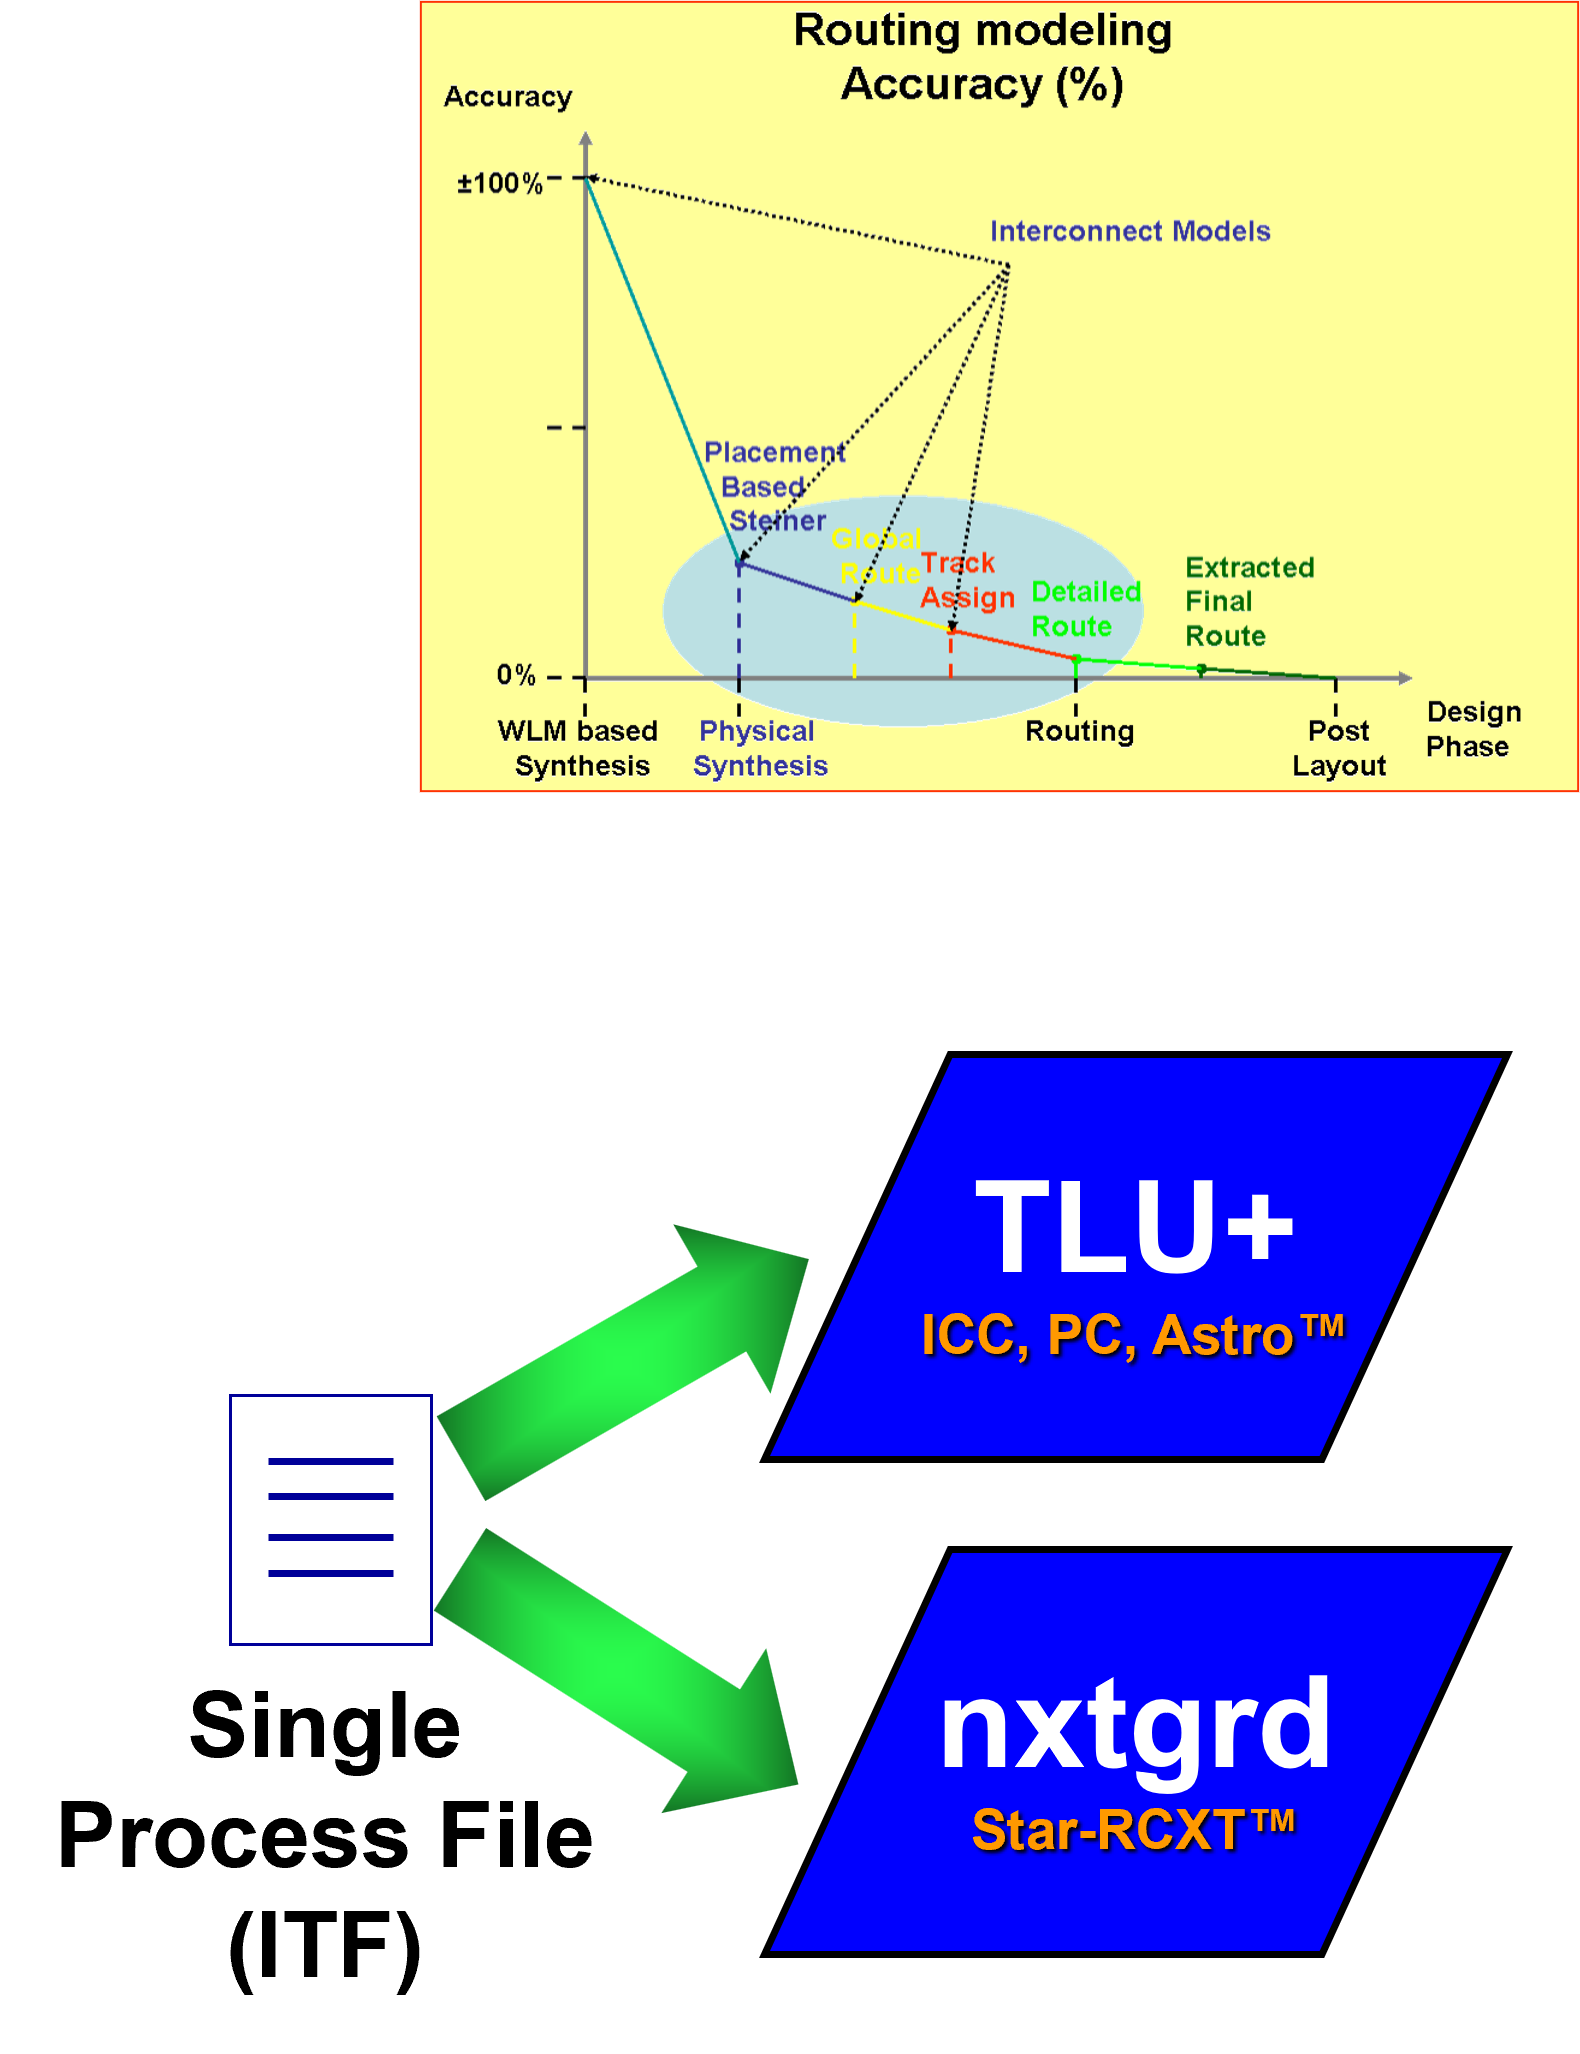 Routing modeling
Accuracy (%)
Accuracy
±100%
Interconnect Models
Placement
Based
Steiner
Global
Route
Track
Assign
Detailed
Route
Extracted
Final
Route
0%
WLM based
Synthesis
Physical
Synthesis
Routing
Post
Layout
Design
Phase
TLU+
ICC, PC, Astro™
Single
Process File
(ITF)
nxtgrd
Star-RCXT™